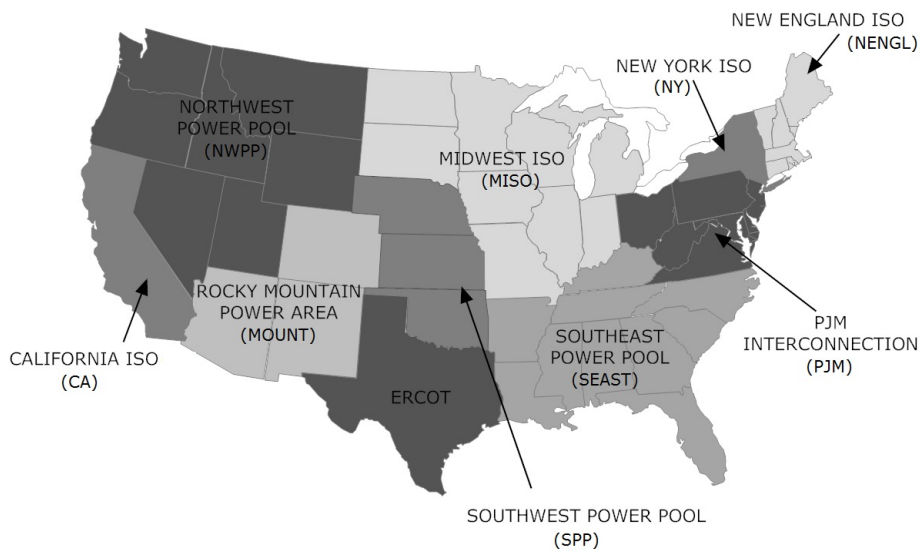 NEW ENGLAND ISO
(NENGL)
NEW YORK ISO
(NY)
NORTHWEST
POWER POOL
(NWPP)
MIDWEST ISO
(MISO)
ROCKY MOUNTAIN
POWER AREA
(MOUNT)
SOUTHEAST
POWER POOL
(SEAST)
PJM
INTERCONNECTION
(PJM)
CALIFORNIA ISO
(CA)
ERCOT
SOUTHWEST POWER POOL
(SPP)